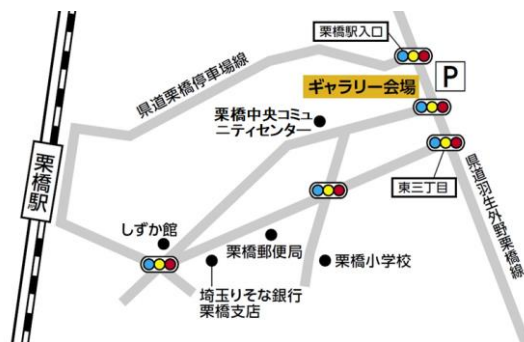 栗橋駅入口
県道栗橋停車場線
P
ギャラリー会場
栗橋中央コミュ
ニティセンター
栗橋駅
東三丁目
県道羽生外野栗橋線
しずか館
栗橋郵便局
栗橋小学校
埼玉りそな銀行
栗橋支店